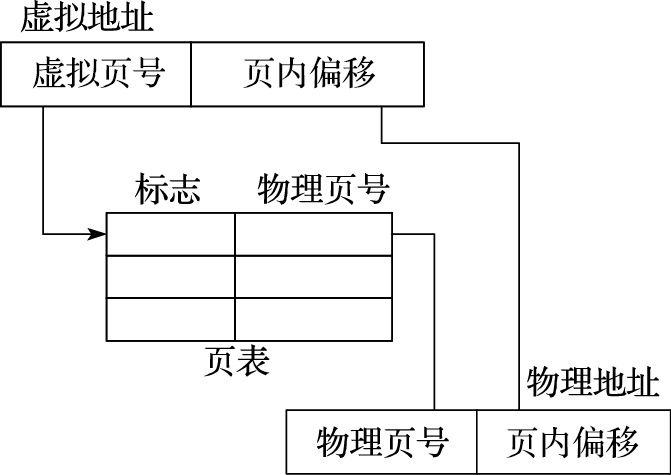 虚拟地址
虚拟页号 页内偏移
标志 物理页号
页表
物理地址
物理页号 页内偏移